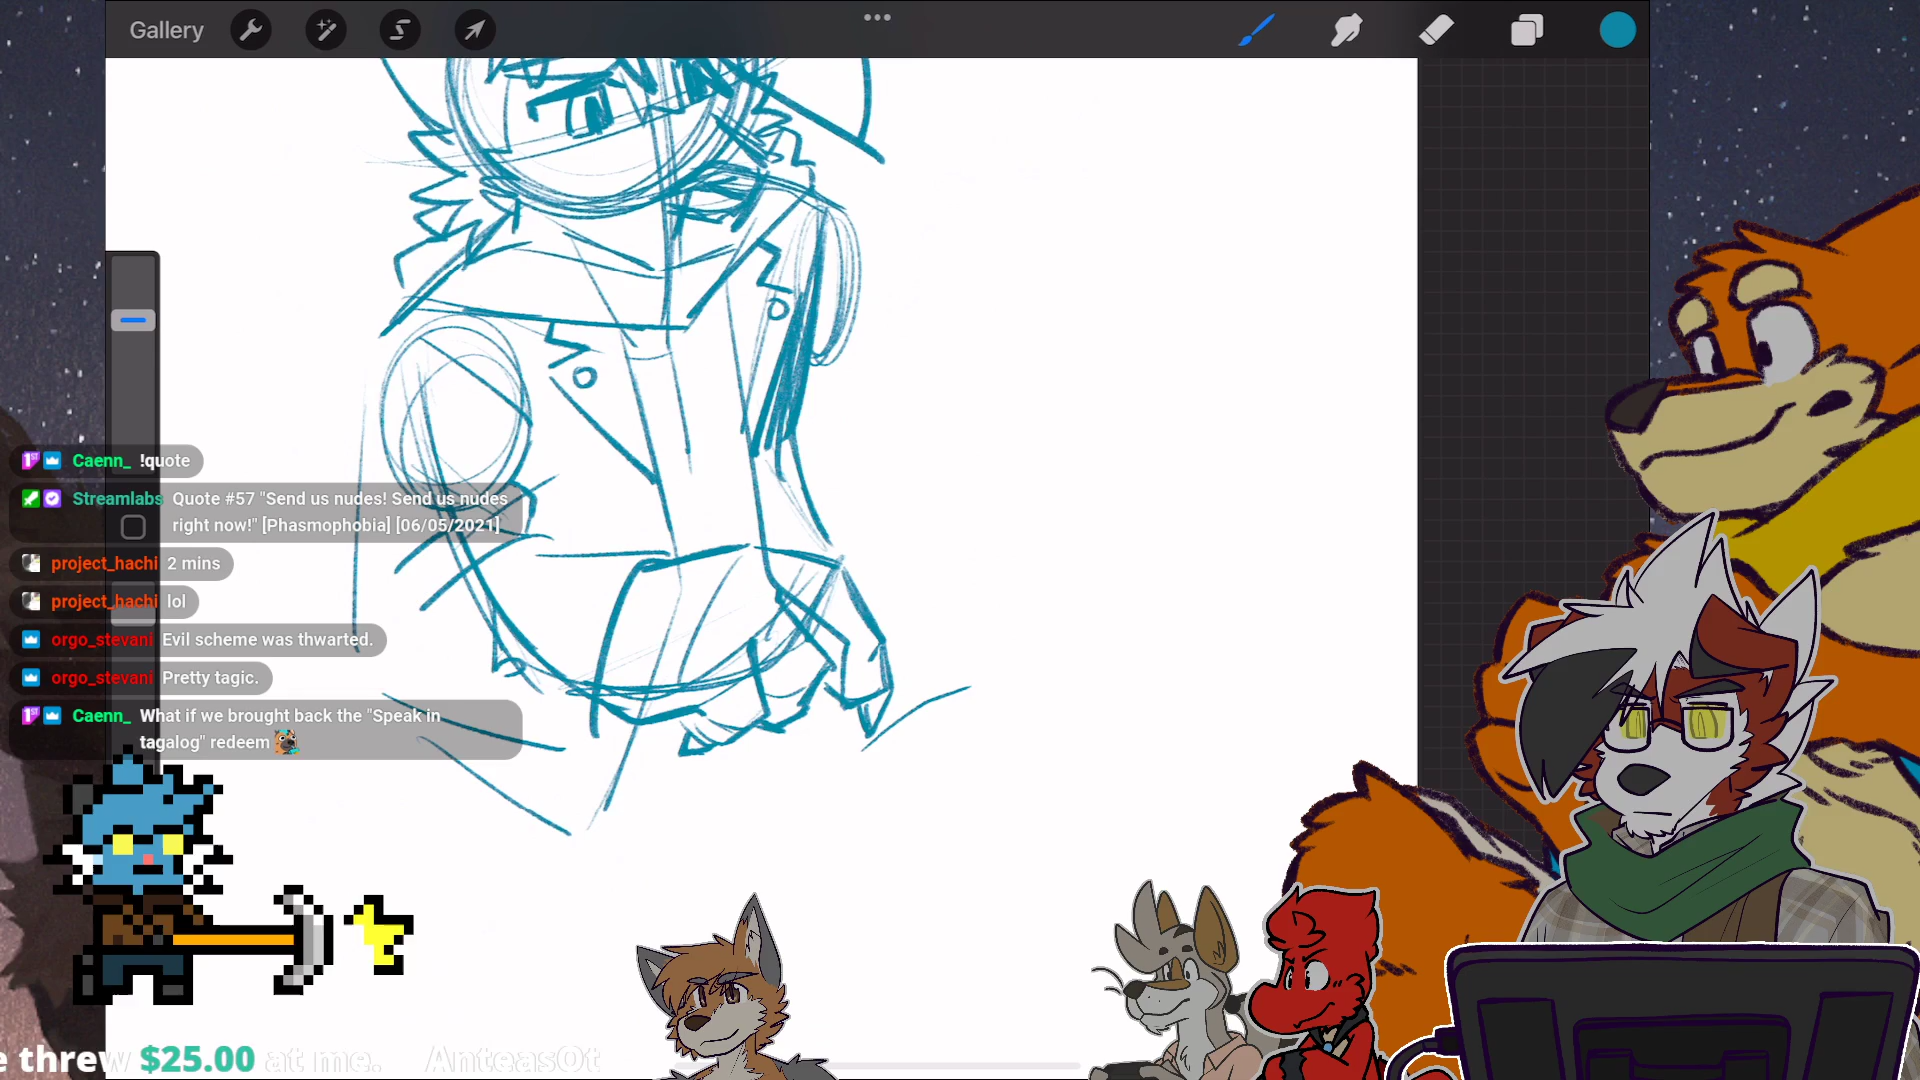 Gallery
Caenn_ !quote
Streamlabs Quote #57 "Send us nudes! Send us nudes
right now!" [Phasmophobia] [06/05/2021]
project_hachi 2 mins
project_hachi lol
orgo_stevani Evil scheme was thwarted.
orgo_stevani Pretty tagic.
Caenn_ What if we brought back the "Speak in
tagalog" redeem
e threw $25.00 at me. AnteasOt